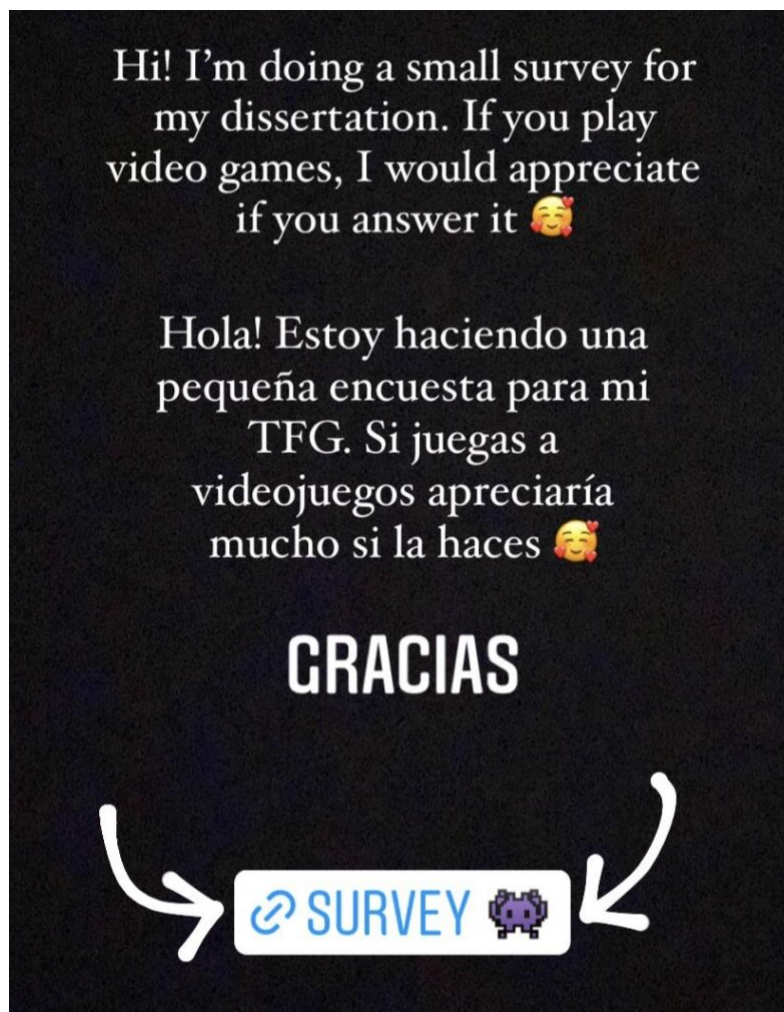 Hi! I’m doing a small survey for
my dissertation. If you play
video games, I would appreciate
if you answer it 🥰
Hola! Estoy haciendo una
pequeña encuesta para mi
TFG. Si juegas a
videojuegos apreciaría
mucho si la haces 🥰
GRACIAS
SURVEY 👾